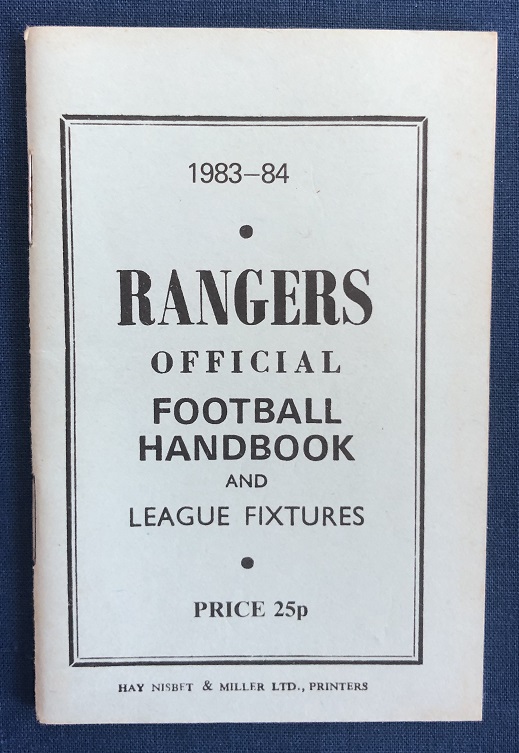 1983–84
RANGERS
OFFICIAL
FOOTBALL
HANDBOOK
AND
LEAGUE FIXTURES
PRICE 25p
HAY NISBET & MILLER LTD., PRINTERS